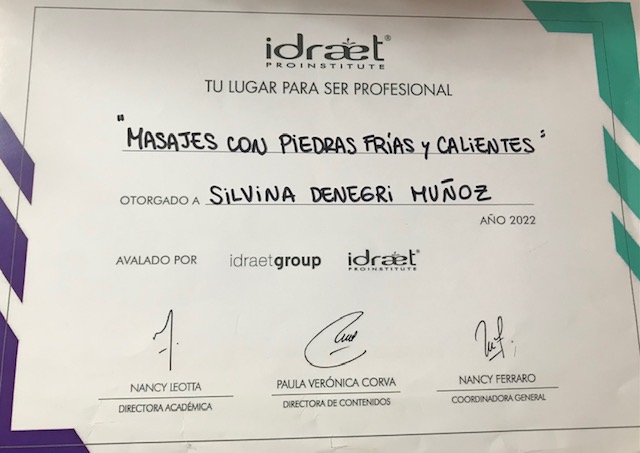 idraet®
PROINSTITUTE
TU LUGAR PARA SER PROFESIONAL
"MASAJES CON PIEDRAS FRÍAS Y CALIENTES"
OTORGADO A SILVINA DENEGRI MUÑOZ
AÑO 2022
AVALADO POR idraetgroup idraet®
PROINSTITUTE
NANCY LEOTTA PAULA VERÓNICA CORVA NANCY FERRARO
DIRECTORA ACADÉMICA DIRECTORA DE CONTENIDOS COORDINADORA GENERAL